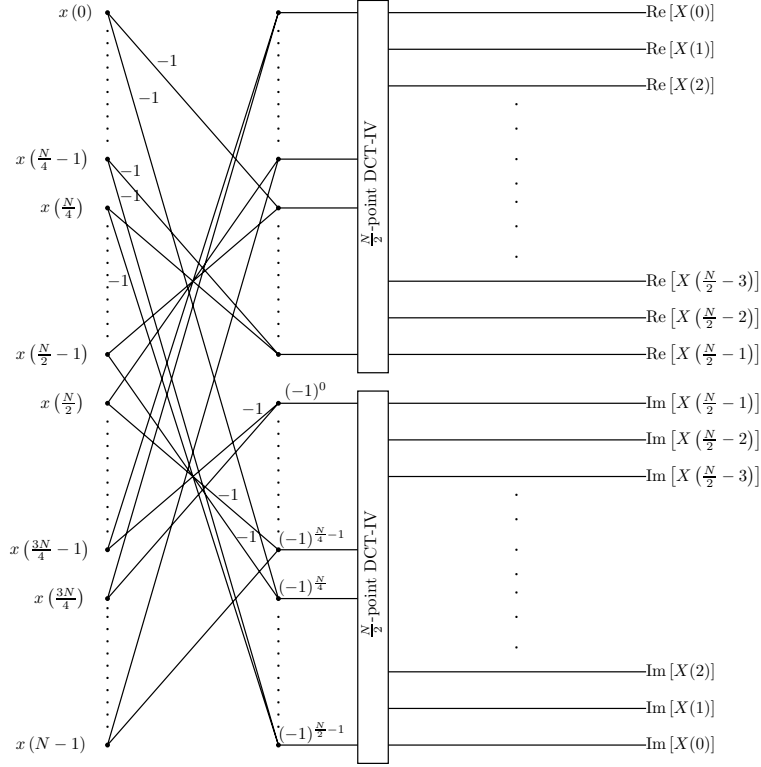 x(0)
x(N/4 − 1)
x(N/4)
x(N/2 − 1)
x(N/2)
x(3N/4 − 1)
x(3N/4)
x(N − 1)
−1
−1
−1
−1
−1
−1
−1
−1
(−1)^0
(−1)^{N/4 − 1}
(−1)^{N/4}
(−1)^{N/2 − 1}
N/2-point DCT-IV
N/2-point DCT-IV
Re [X(0)]
Re [X(1)]
Re [X(2)]
Re [X(N/2 − 3)]
Re [X(N/2 − 2)]
Re [X(N/2 − 1)]
Im [X(N/2 − 1)]
Im [X(N/2 − 2)]
Im [X(N/2 − 3)]
Im [X(2)]
Im [X(1)]
Im [X(0)]